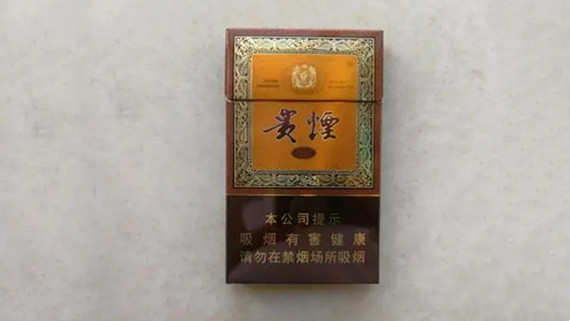 貴煙
本公司提示
吸烟有害健康
请勿在禁烟场所吸烟